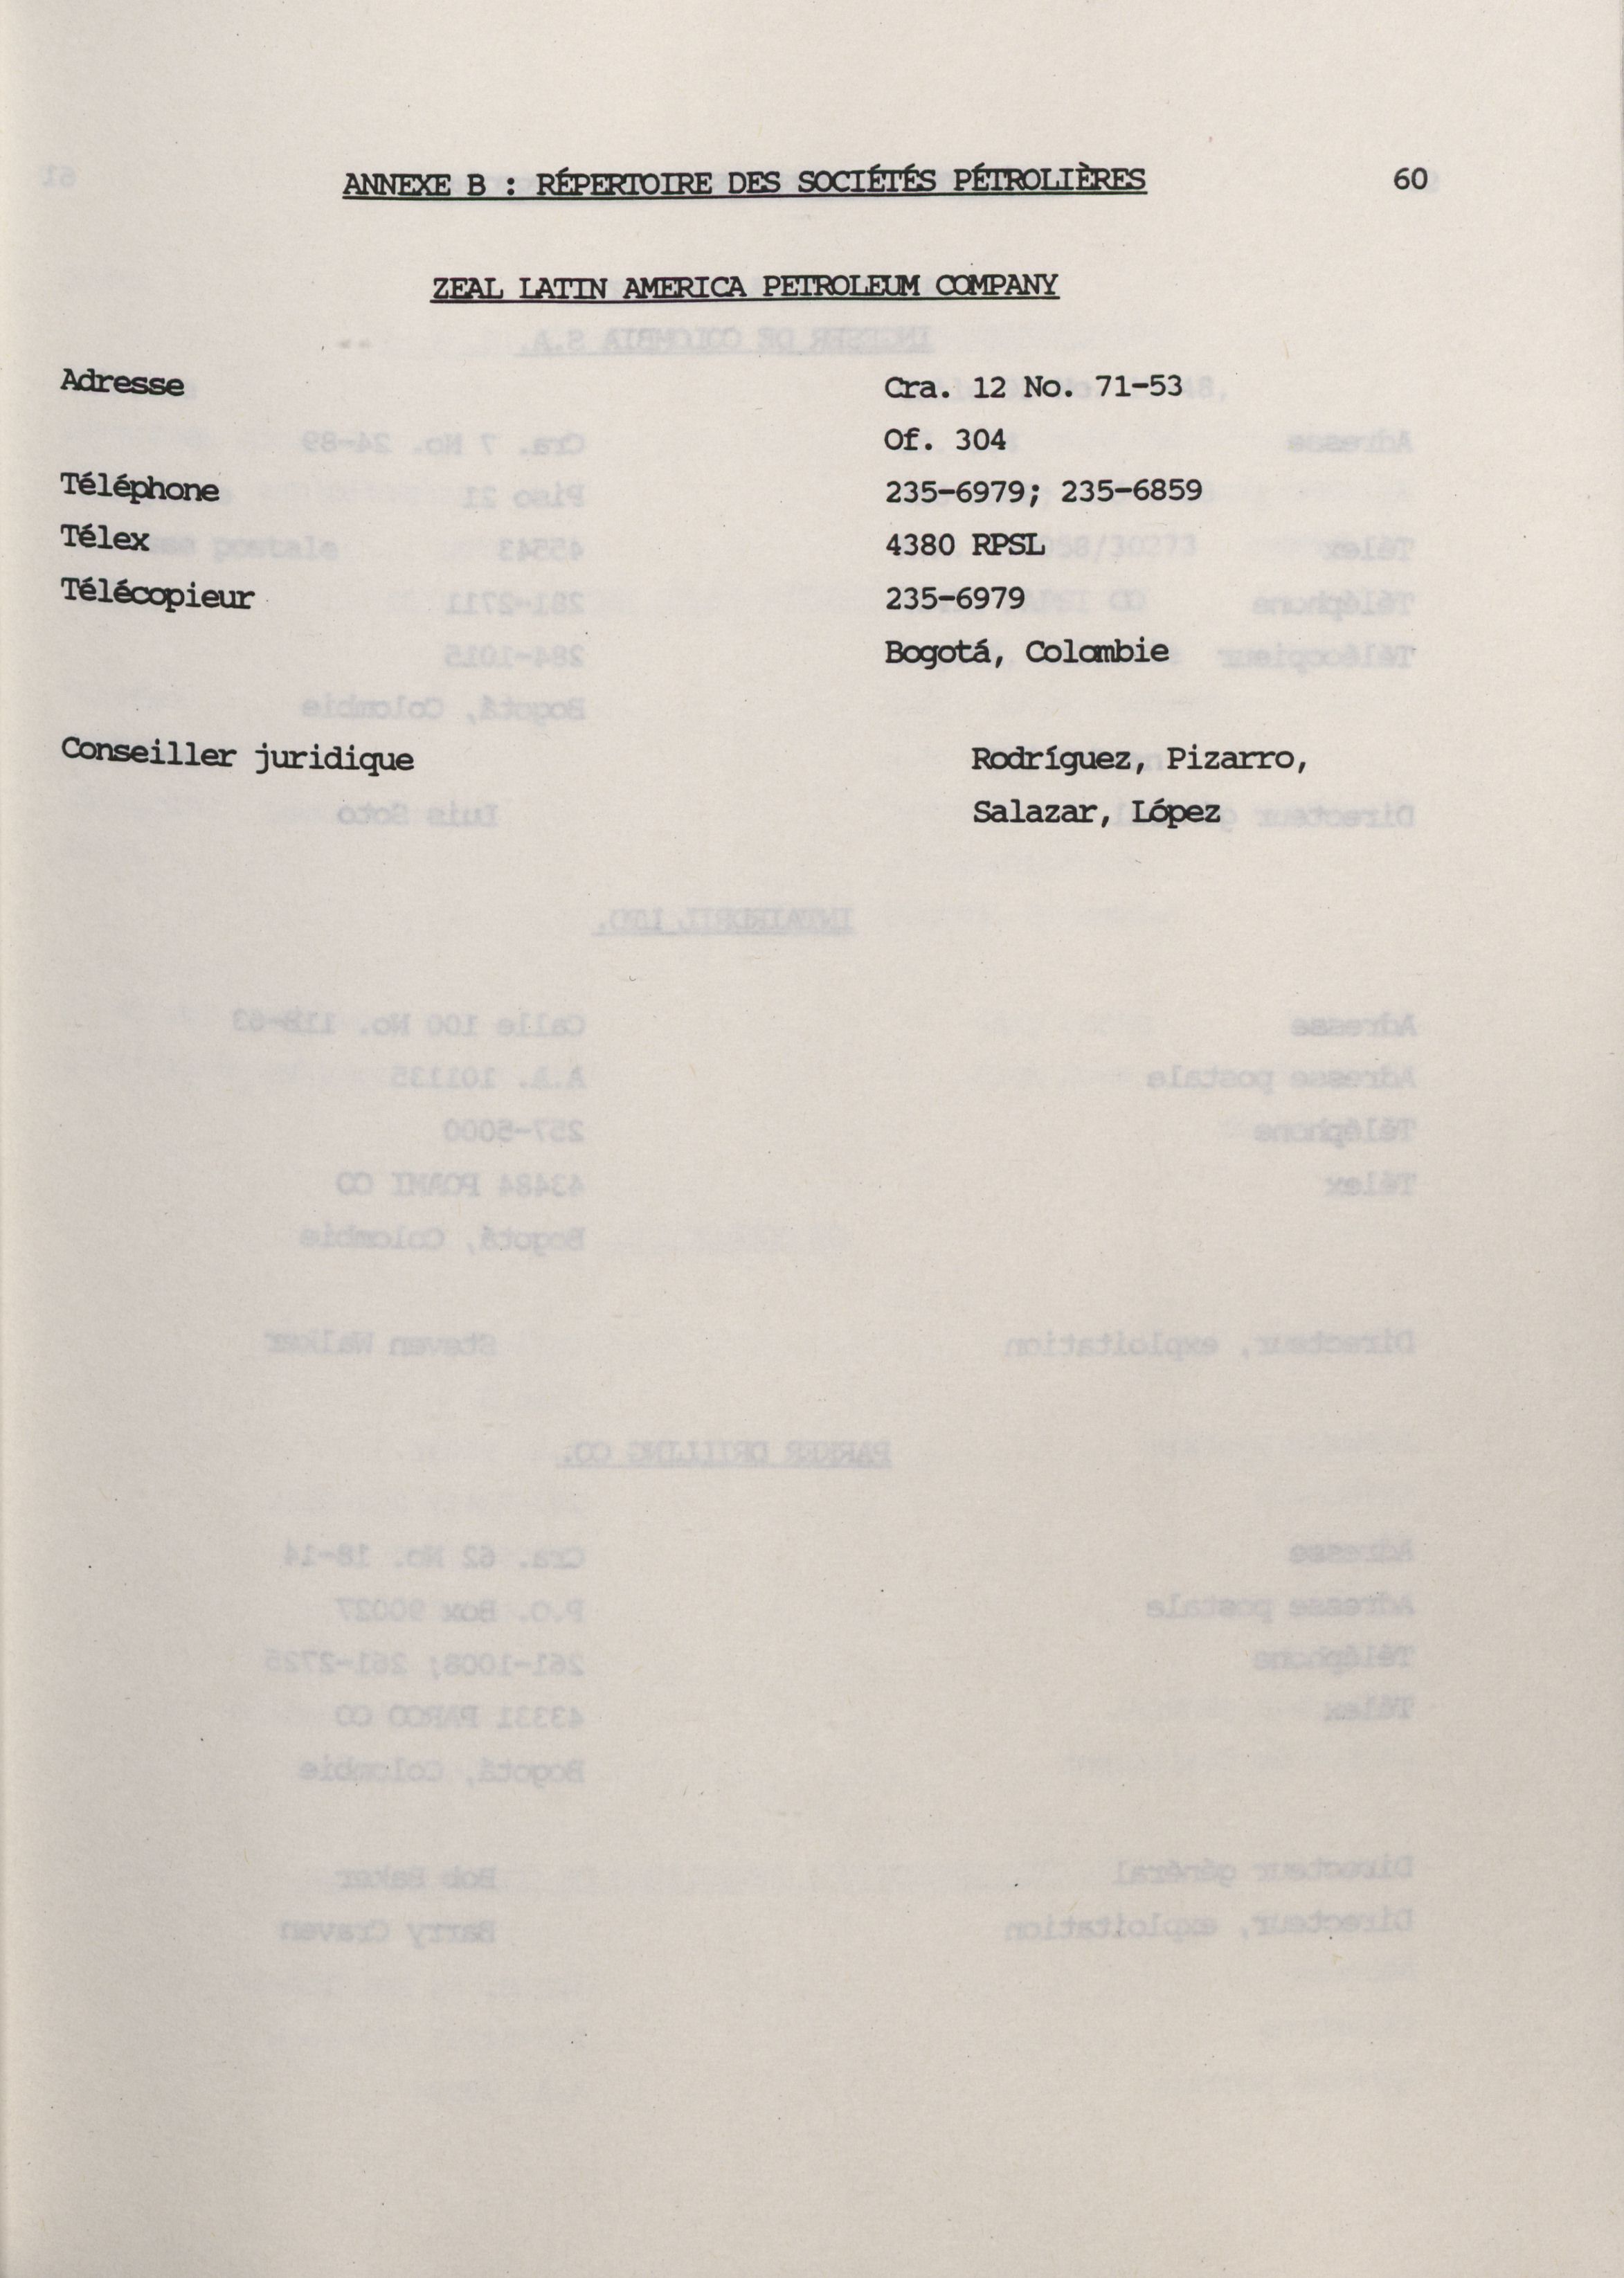 ANNEXE B : RÉPERTOIRE DES SOCIÉTÉS PÉTROLIÈRES 60
ZEAL LATIN AMERICA PETROLEUM COMPANY
Adresse Cra. 12 No. 71-53
Of. 304
Téléphone 235-6979; 235-6859
Télex 4380 RPSL
Télécopieur 235-6979
Bogotá, Colombie
Conseiller juridique Rodríguez, Pizarro,
Salazar, López